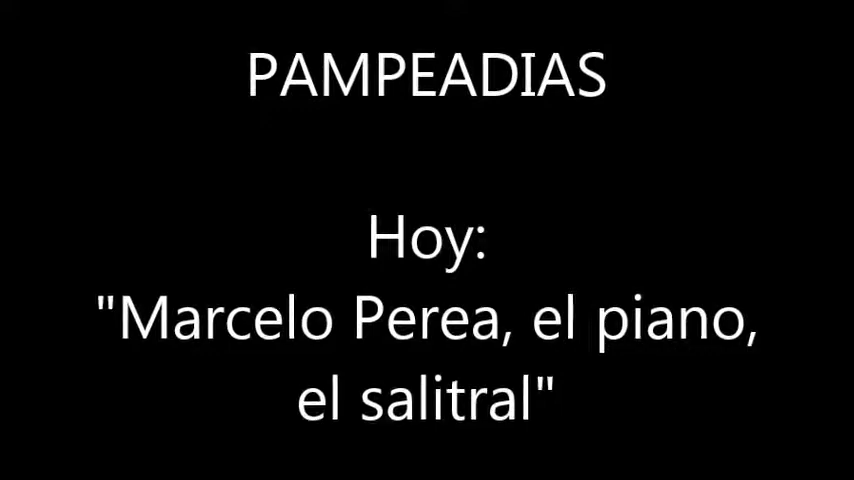 PAMPEADIAS
Hoy:
"Marcelo Perea, el piano,
el salitral"